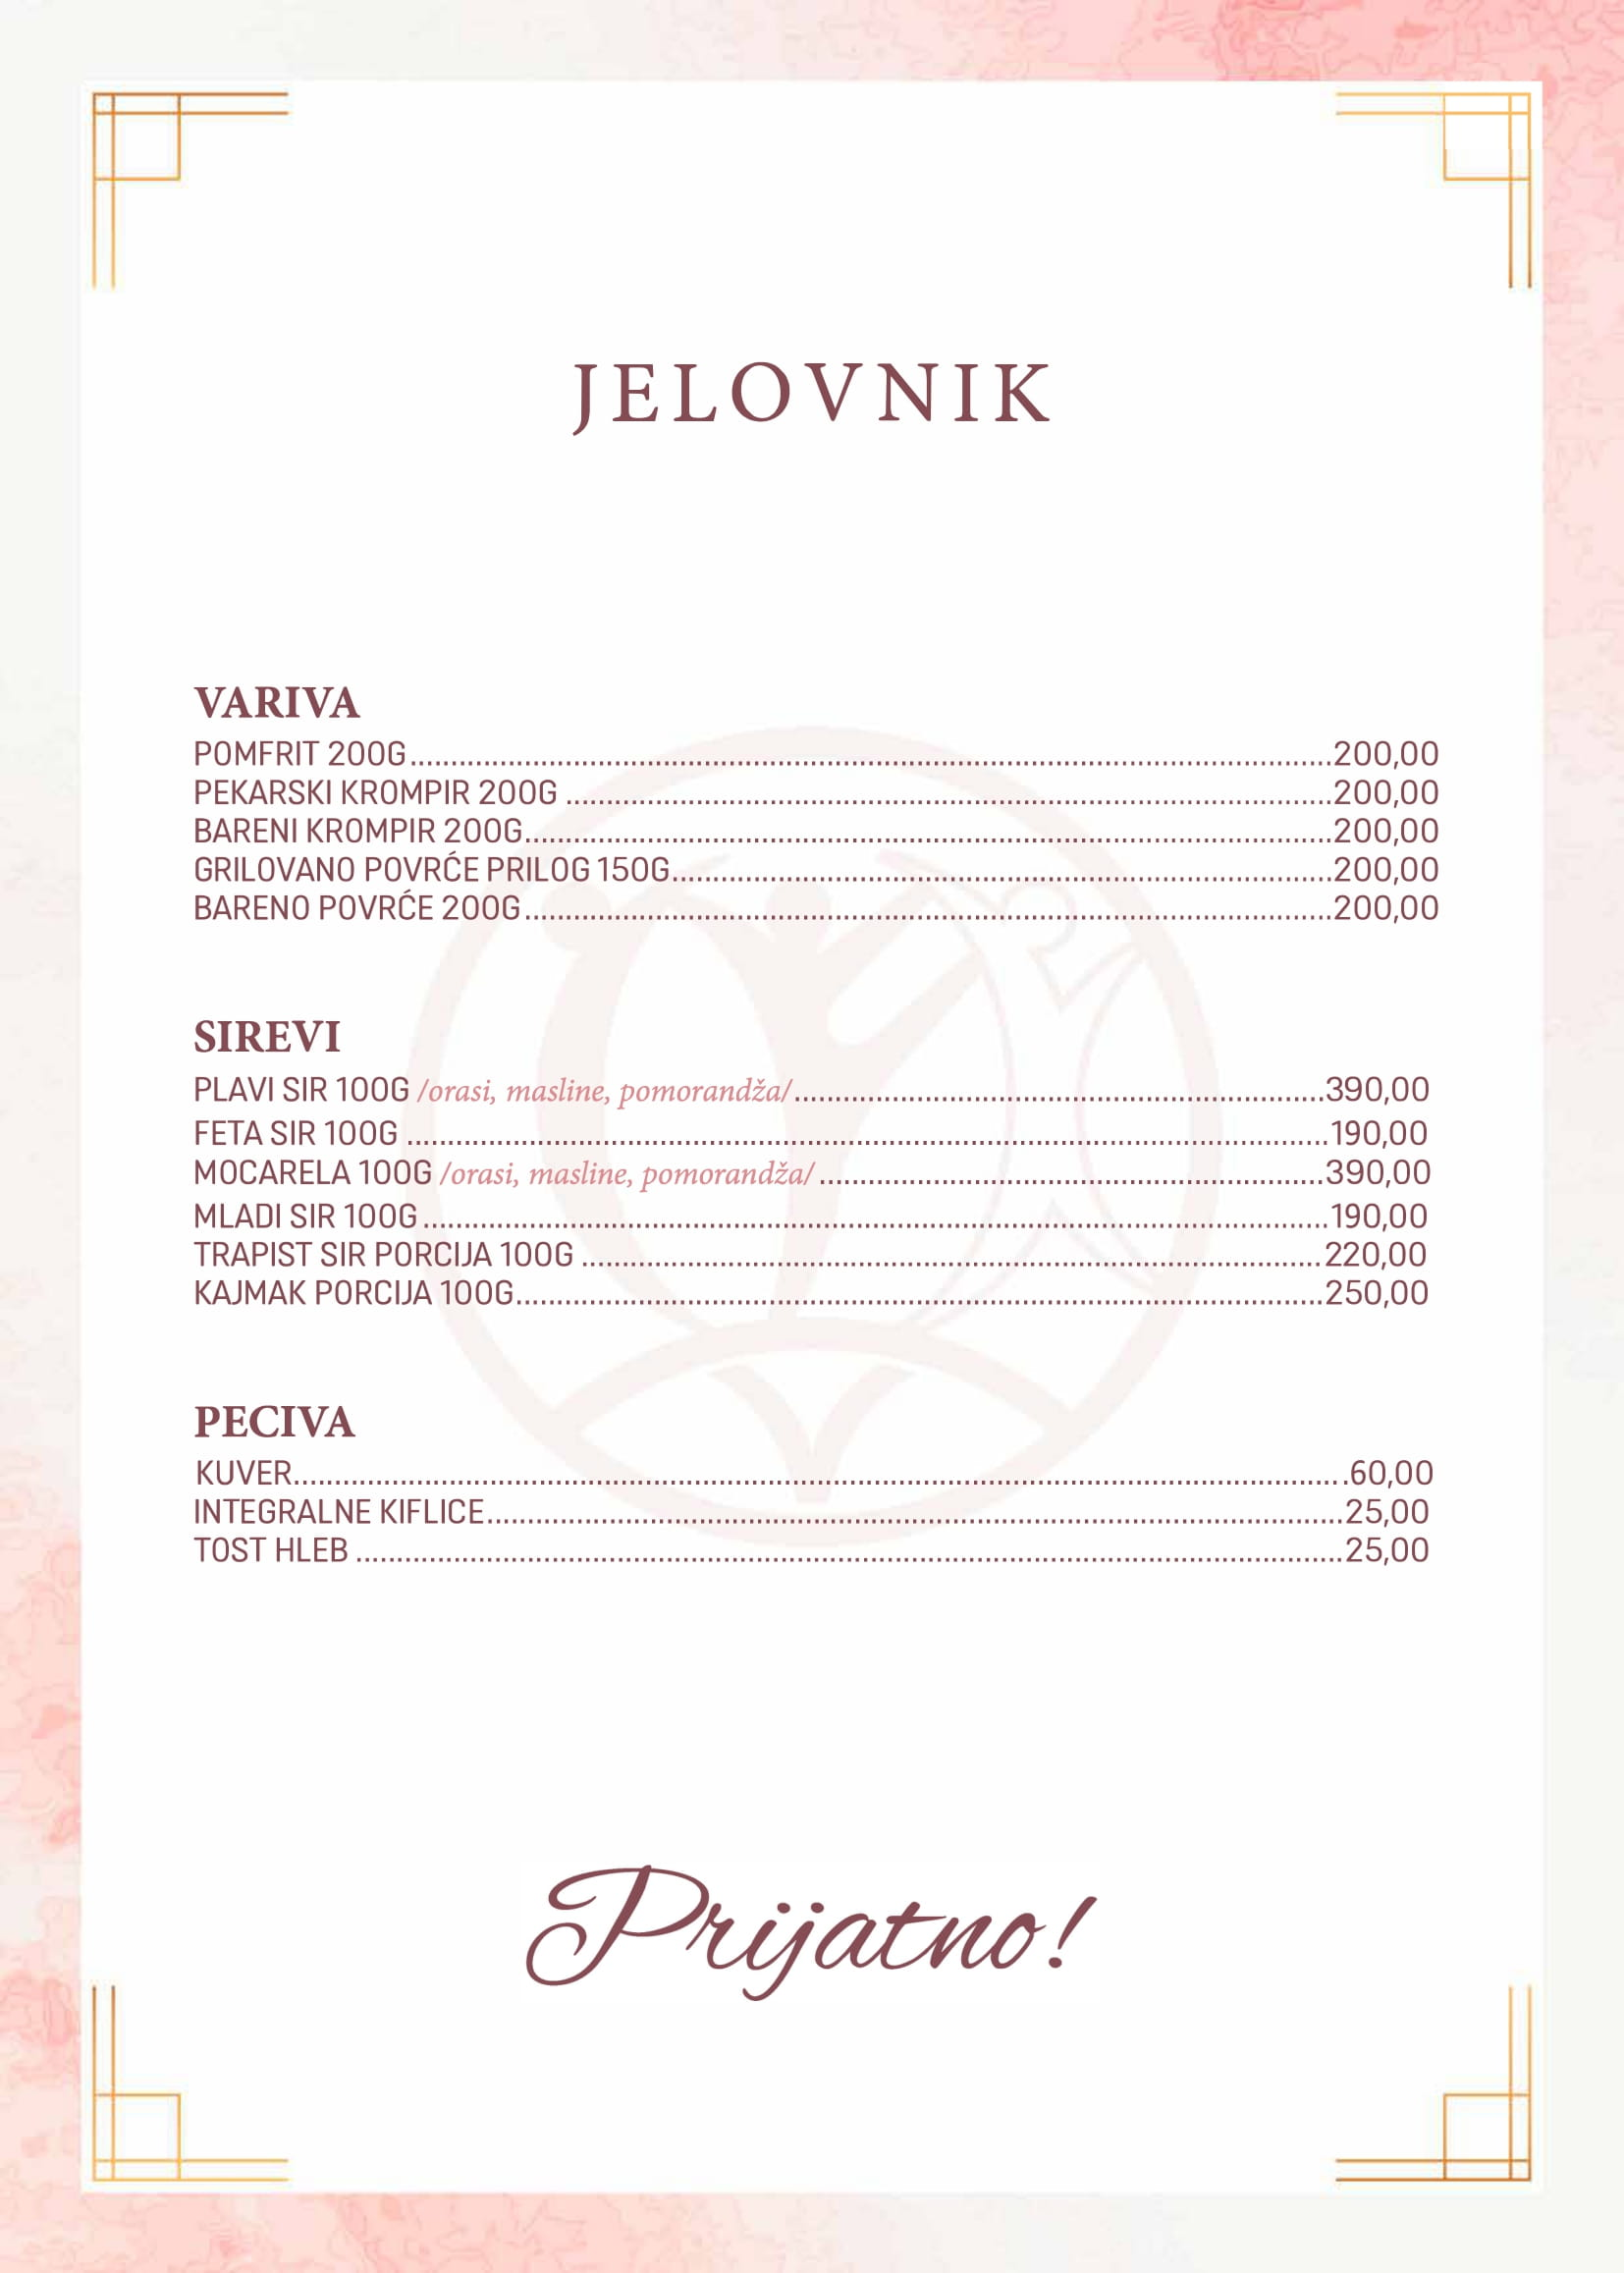 JELOVNIK
VARIVA
POMFRIT 200G....................200,00
PEKARSKI KROMPIR 200G ....................200,00
BARENI KROMPIR 200G....................200,00
GRILOVANO POVRĆE PRILOG 150G....................200,00
BARENO POVRĆE 200G....................200,00
SIREVI
PLAVI SIR 100G /orasi, masline, pomorandža/....................390,00
FETA SIR 100G ....................190,00
MOCARELA 100G /orasi, masline, pomorandža/ ....................390,00
MLADI SIR 100G....................190,00
TRAPIST SIR PORCIJA 100G ....................220,00
KAJMAK PORCIJA 100G....................250,00
PECIVA
KUVER....................60,00
INTEGRALNE KIFLICE....................25,00
TOST HLEB ....................25,00
Prijatno!